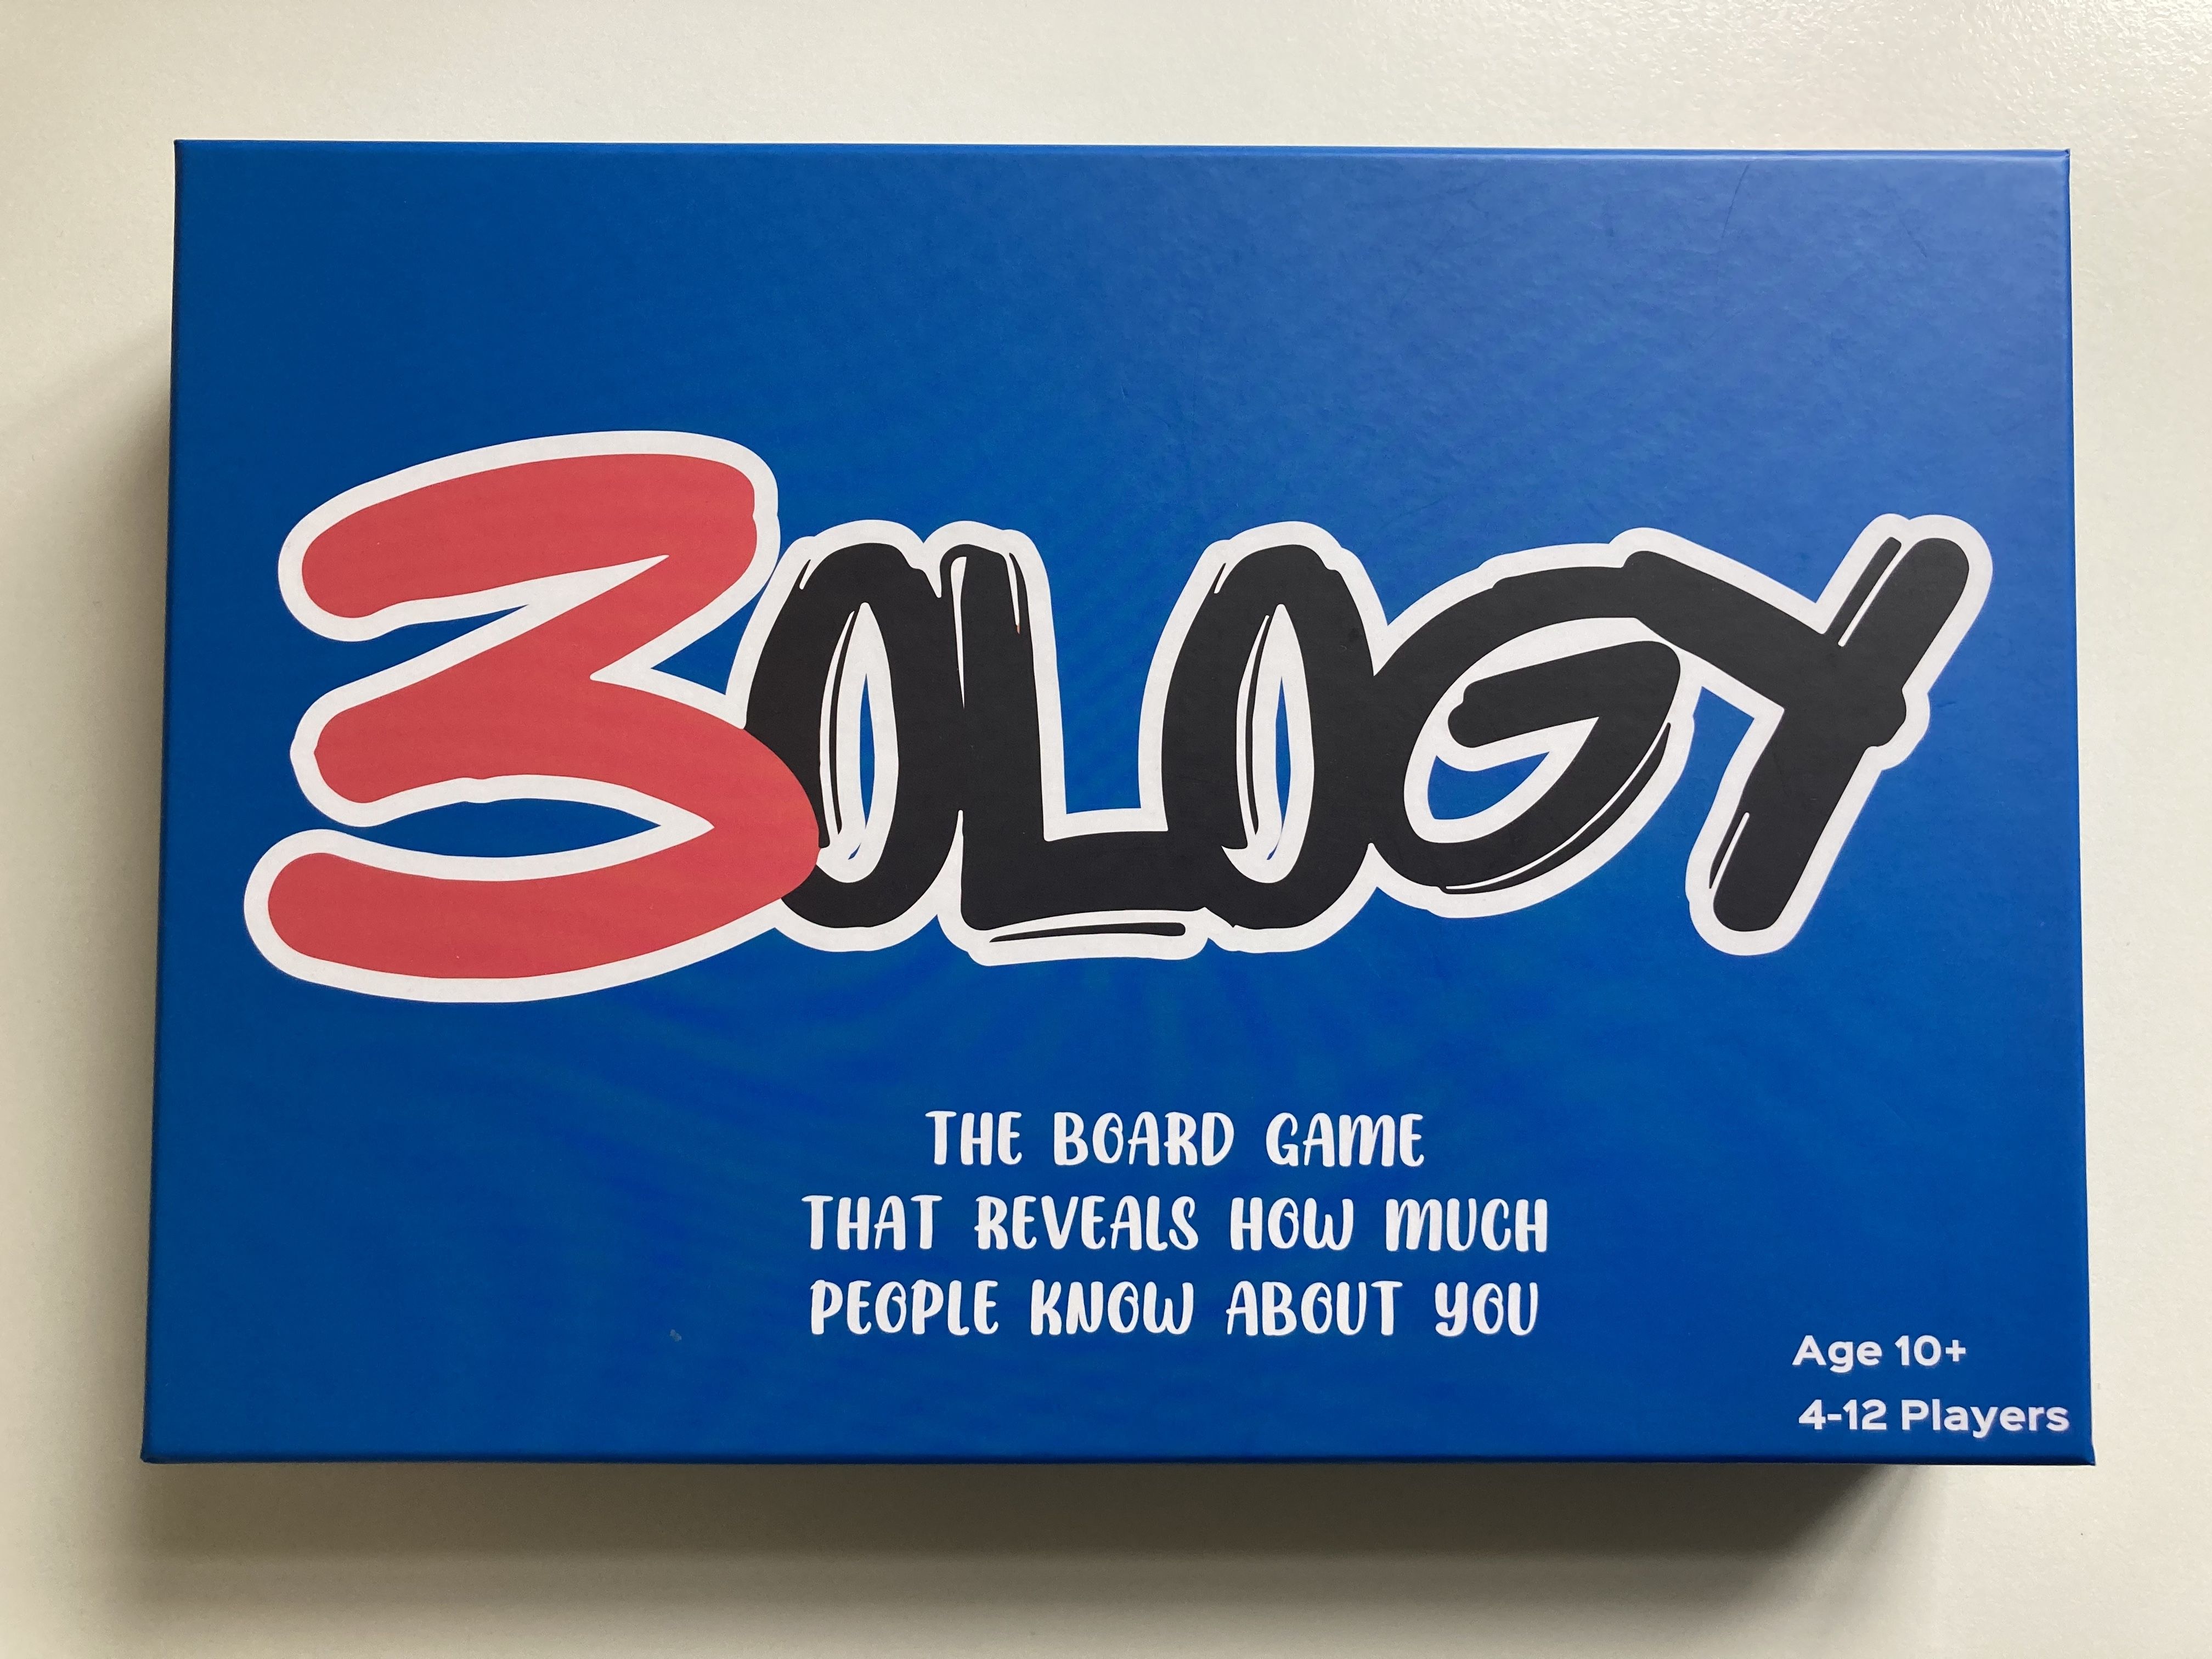 3OLOGY
THE BOARD GAME
THAT REVEALS HOW MUCH
PEOPLE KNOW ABOUT YOU
Age 10+
4-12 Players